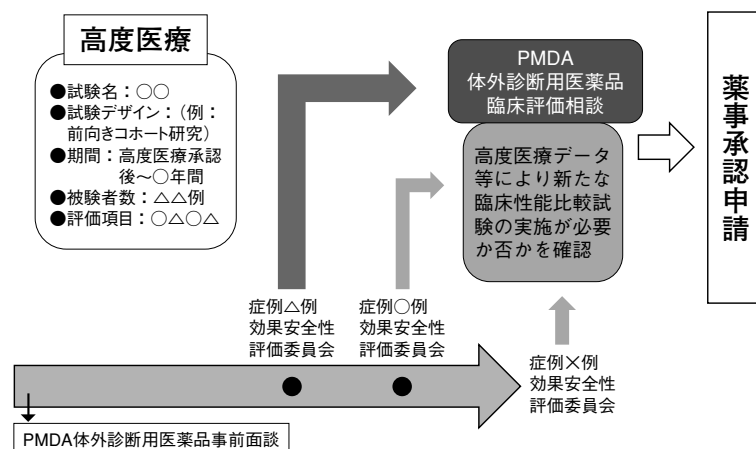 高度医療
●試験名：○○
●試験デザイン：（例：
前向きコホート研究）
●期間：高度医療承認
後〜○年間
●被験者数：△△例
●評価項目：○△○△
PMDA
体外診断用医薬品
臨床評価相談
高度医療データ
等により新たな
臨床性能比較試
験の実施が必要
か否かを確認
薬事承認申請
症例△例
効果安全性
評価委員会
症例○例
効果安全性
評価委員会
症例×例
効果安全性
評価委員会
PMDA体外診断用医薬品事前面談